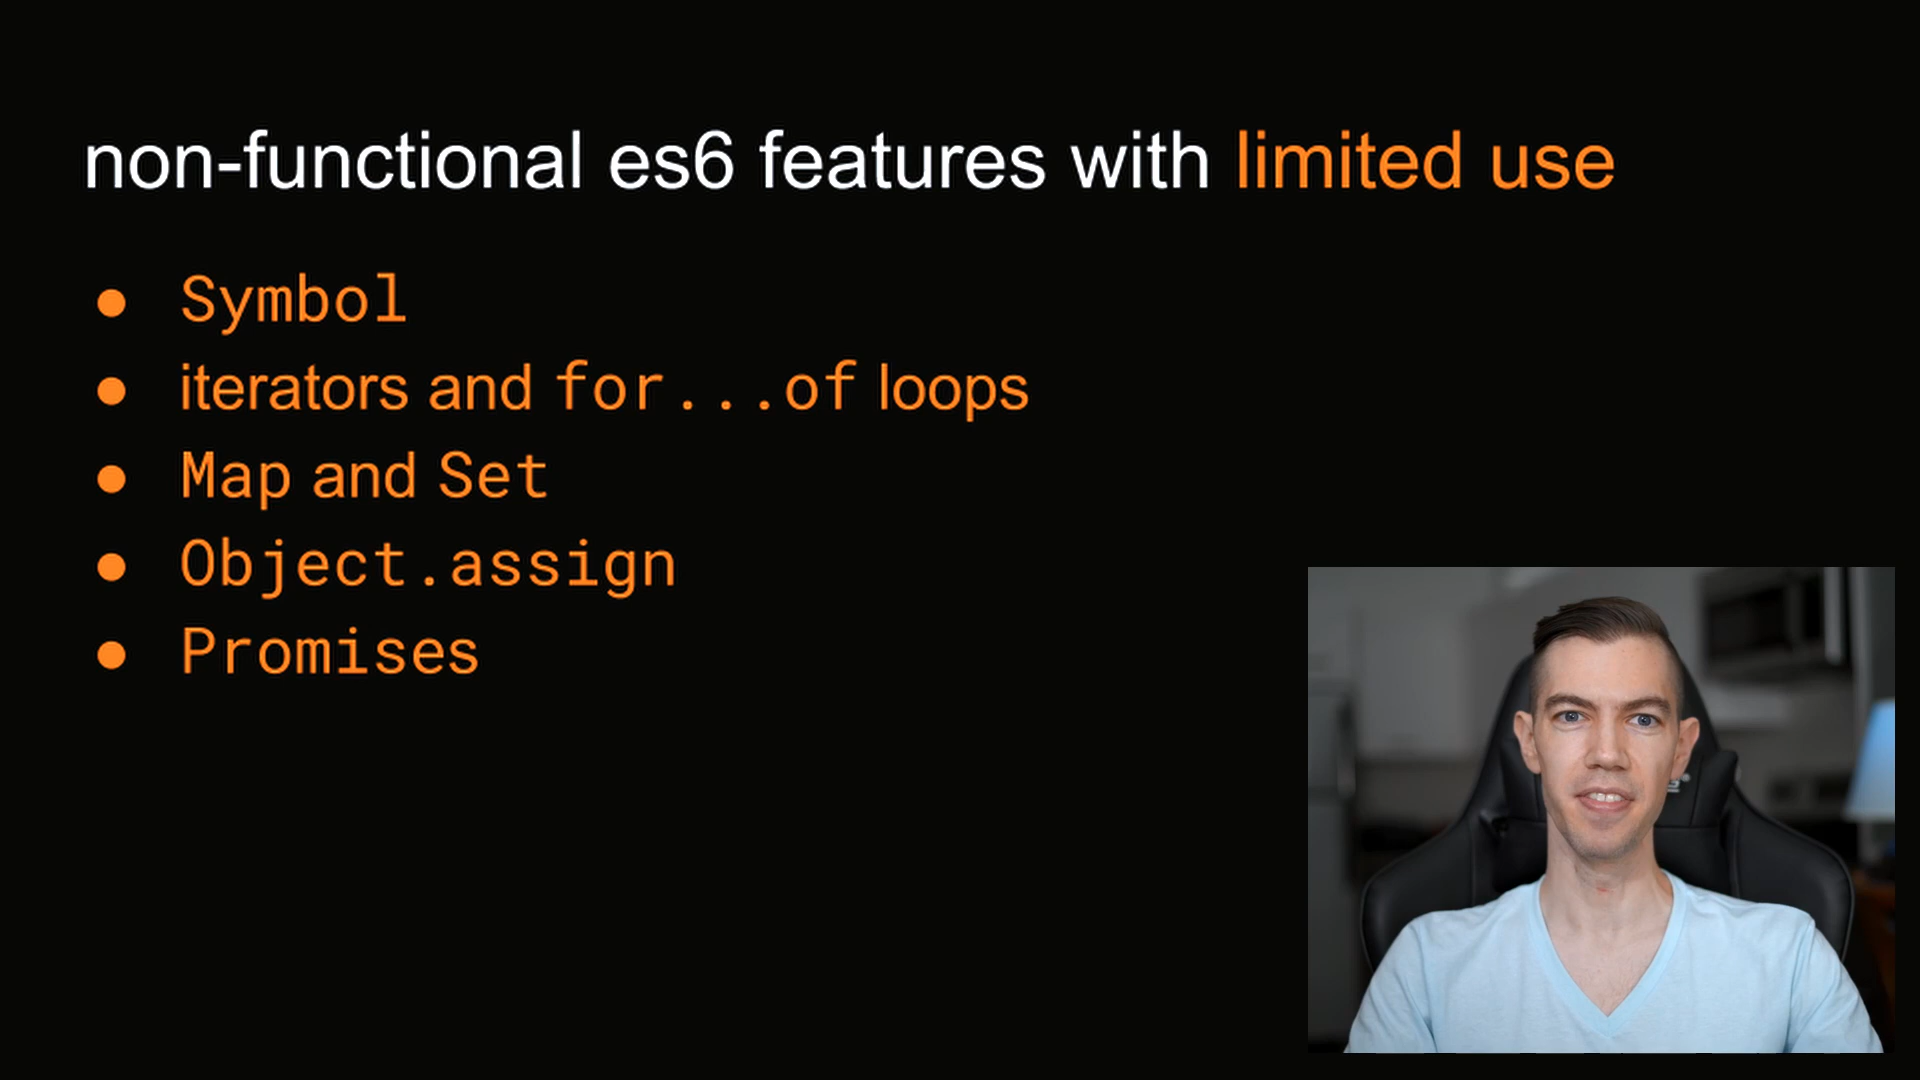 non-functional es6 features with limited use
● Symbol
● iterators and for...of loops
● Map and Set
● Object.assign
● Promises